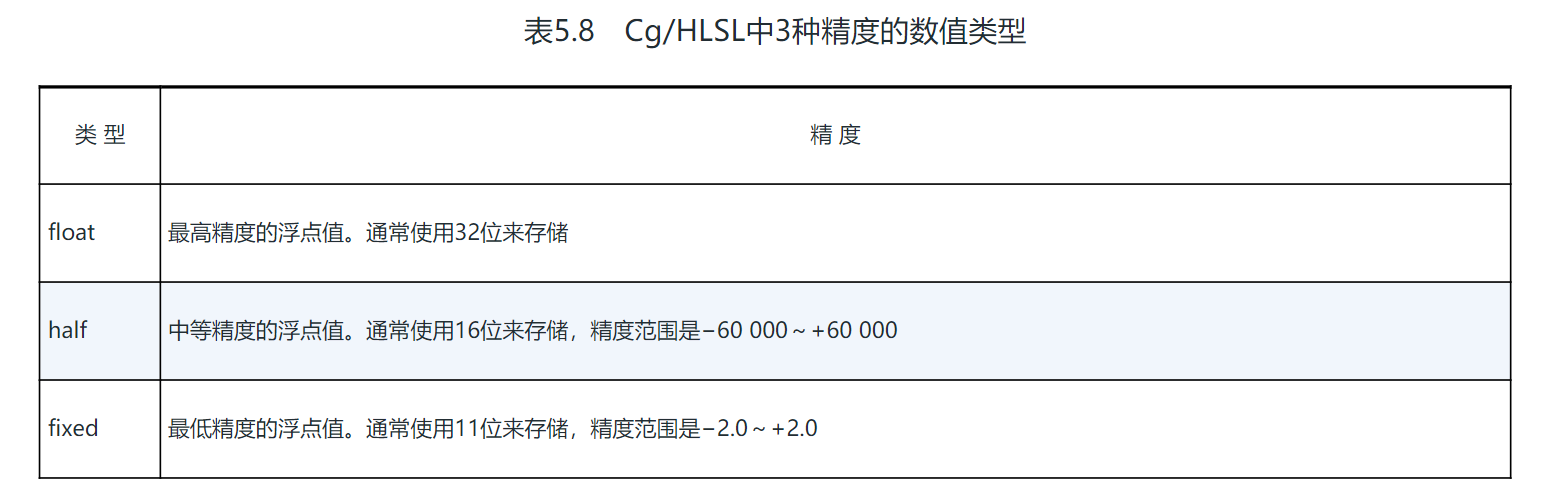 表5.8 Cg/HLSL中3种精度的数值类型
类 型 精 度
float 最高精度的浮点值。通常使用32位来存储
half 中等精度的浮点值。通常使用16位来存储，精度范围是−60 000～+60 000
fixed 最低精度的浮点值。通常使用11位来存储，精度范围是−2.0～+2.0